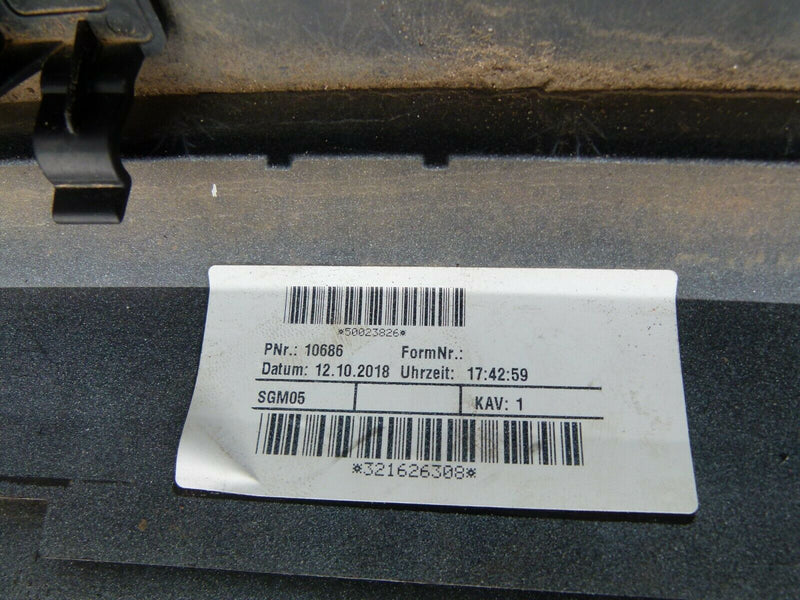 *50023826*
PNr.: 10686 FormNr.:
Datum: 12.10.2018 Uhrzeit: 17:42:59
SGM05 KAV: 1
*321626308*